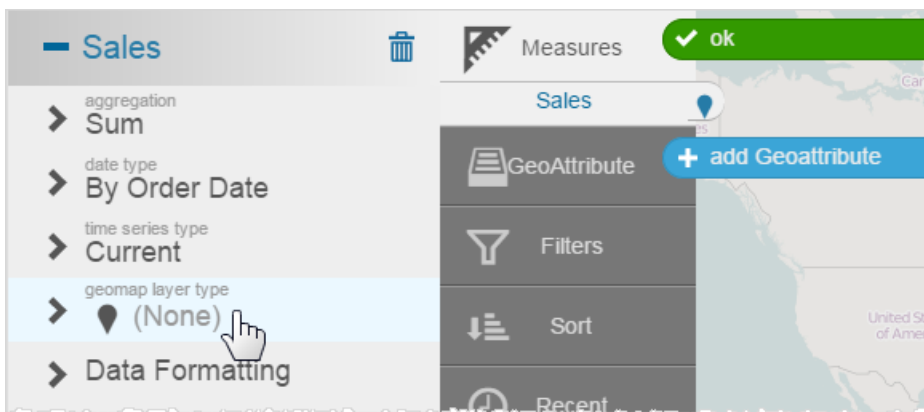 Sales
aggregation
Sum
date type
By Order Date
time series type
Current
geomap layer type
(None)
Data Formatting
Measures
Sales
GeoAttribute
Filters
Sort
Recent
ok
add Geoattribute
United St
of Ame